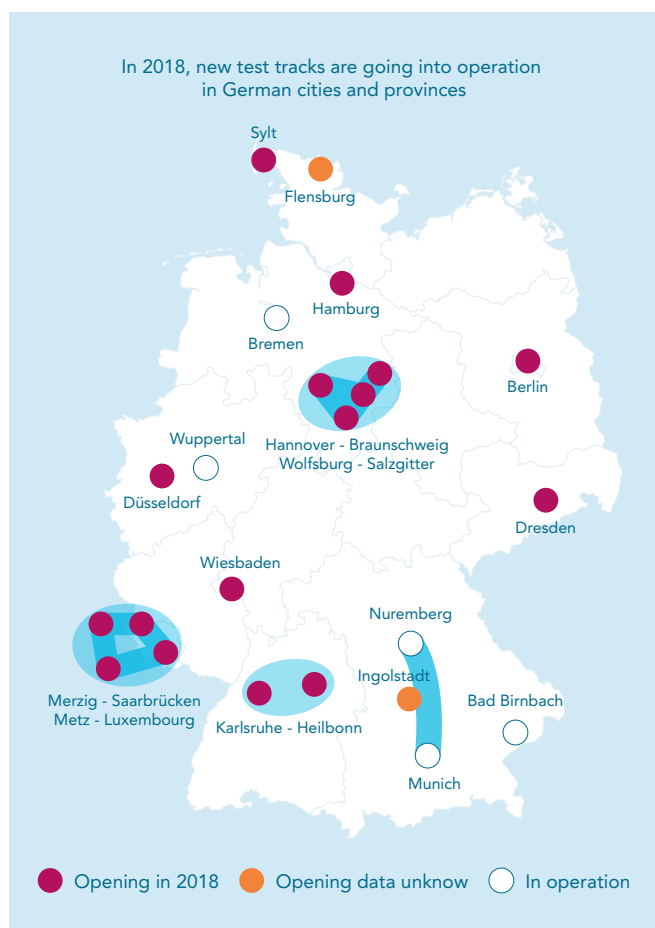 In 2018, new test tracks are going into operation
in German cities and provinces
Sylt
Flensburg
Hamburg
Bremen
Berlin
Hannover - Braunschweig
Wolfsburg - Salzgitter
Wuppertal
Düsseldorf
Dresden
Wiesbaden
Nuremberg
Ingolstadt
Bad Birnbach
Merzig - Saarbrücken
Metz - Luxembourg
Karlsruhe - Heilbonn
Munich
Opening in 2018
Opening data unknow
In operation